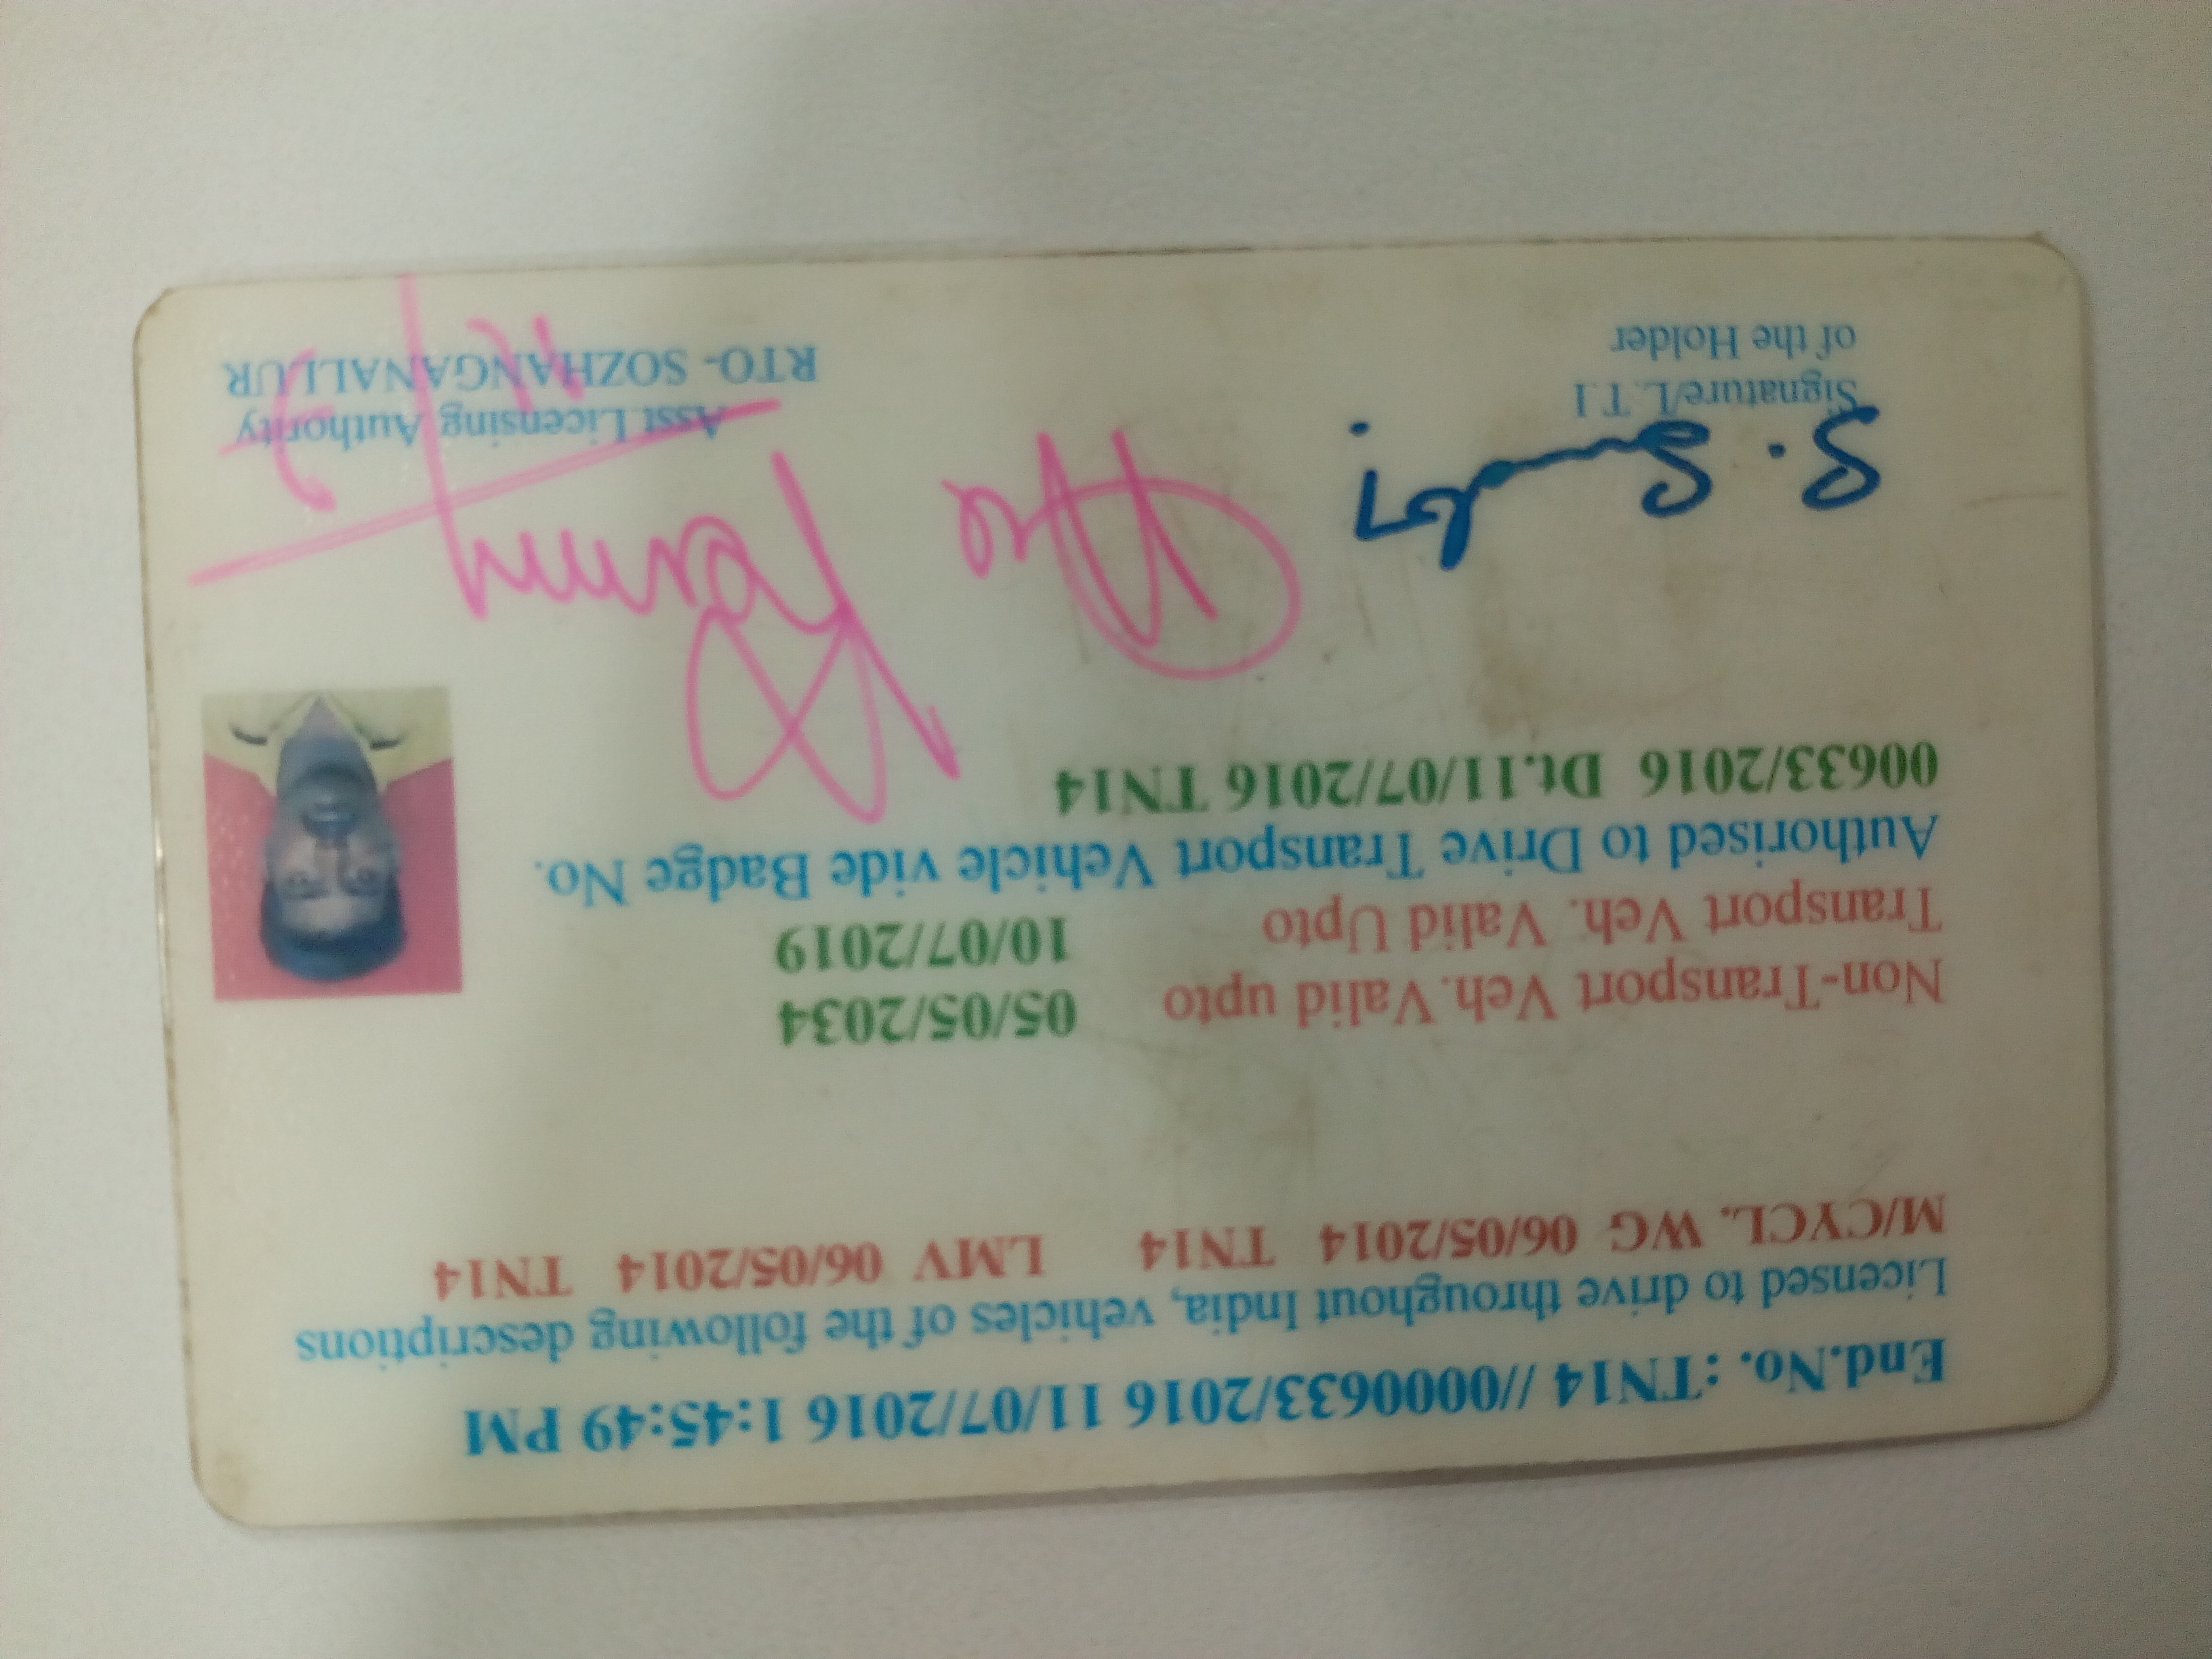 End.No. :TN14 //0000633/2016 11/07/2016 1:45:49 PM
Licensed to drive throughout India, vehicles of the following descriptions
M/CYCL. WG 06/05/2014 TN14 LMV 06/05/2014 TN14
Non-Transport Veh.Valid upto 05/05/2034
Transport Veh. Valid Upto 10/07/2019
Authorised to Drive Transport Vehicle vide Badge No.
00633/2016 Dt.11/07/2016 TN14
S.
Signature/L.T.I
of the Holder
Asst Licensing Authority
RTO- SOZHANGANALLUR